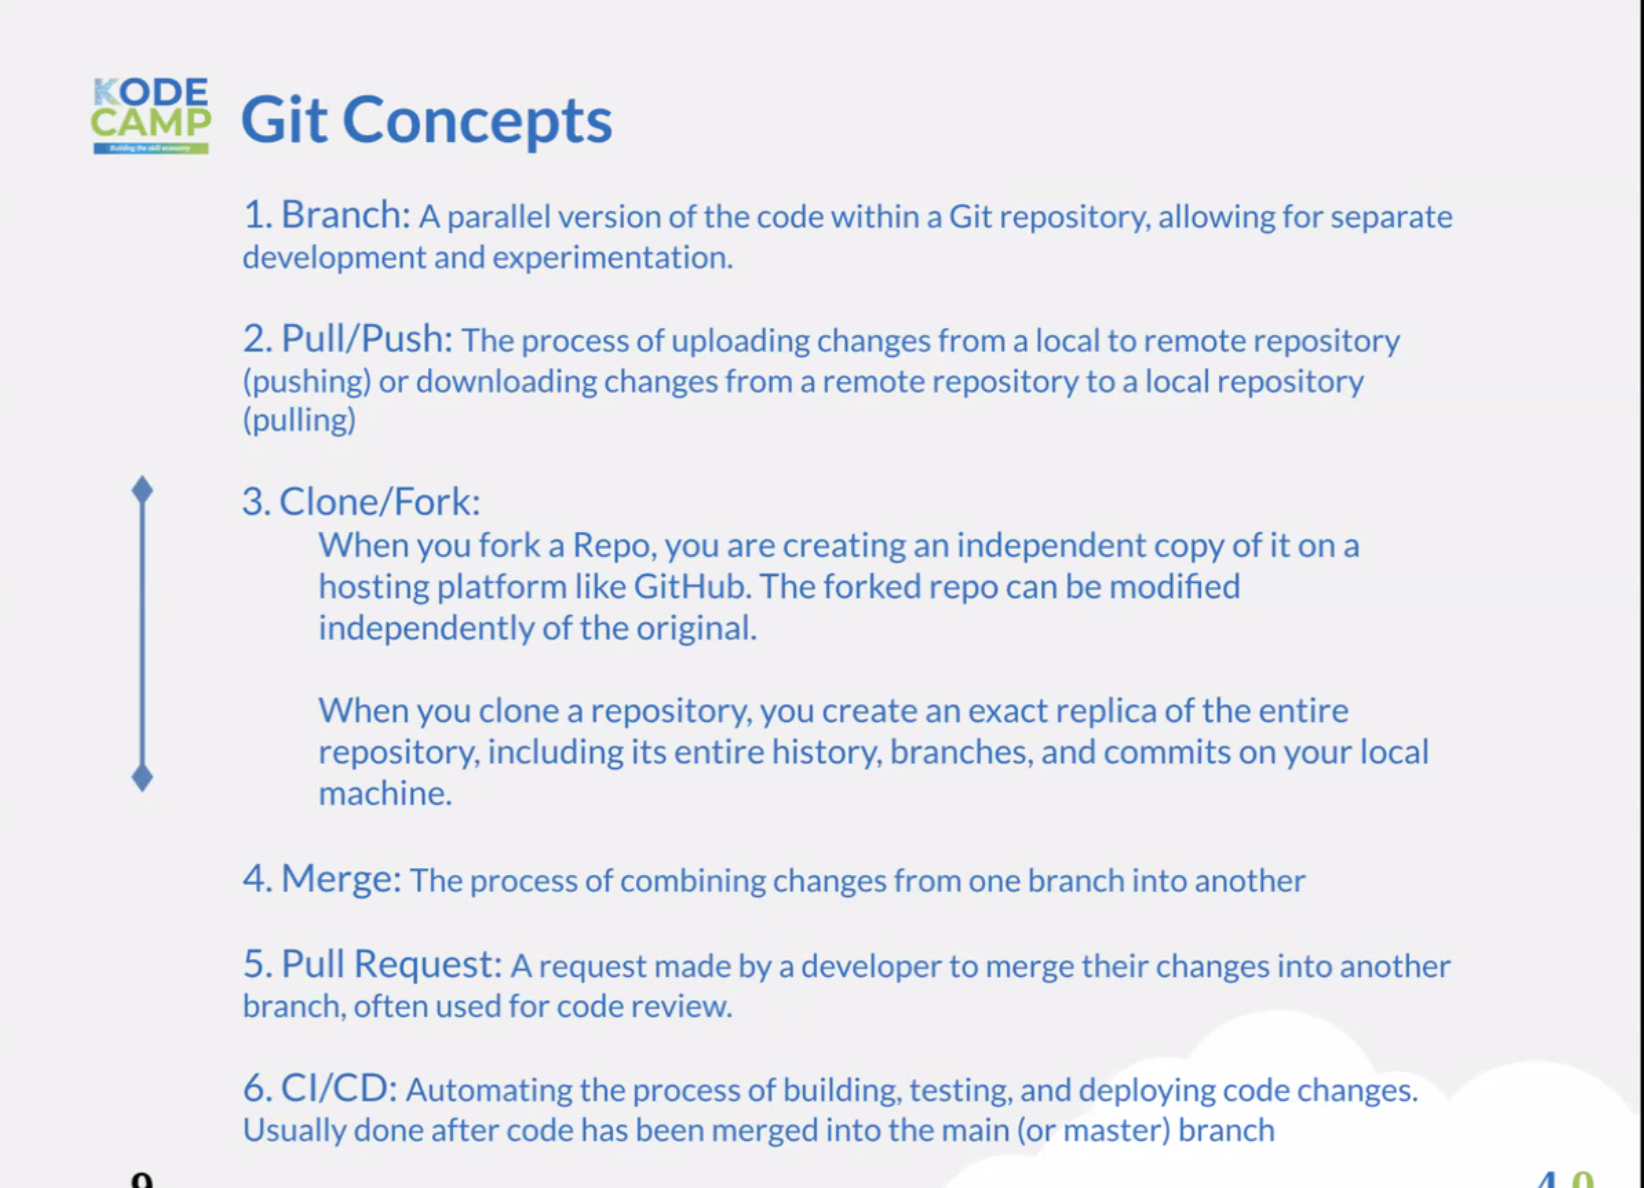 KODE
CAMP
Building the skill economy
Git Concepts
1. Branch: A parallel version of the code within a Git repository, allowing for separate
development and experimentation.
2. Pull/Push: The process of uploading changes from a local to remote repository
(pushing) or downloading changes from a remote repository to a local repository
(pulling)
3. Clone/Fork:
When you fork a Repo, you are creating an independent copy of it on a
hosting platform like GitHub. The forked repo can be modified
independently of the original.
When you clone a repository, you create an exact replica of the entire
repository, including its entire history, branches, and commits on your local
machine.
4. Merge: The process of combining changes from one branch into another
5. Pull Request: A request made by a developer to merge their changes into another
branch, often used for code review.
6. CI/CD: Automating the process of building, testing, and deploying code changes.
Usually done after code has been merged into the main (or master) branch